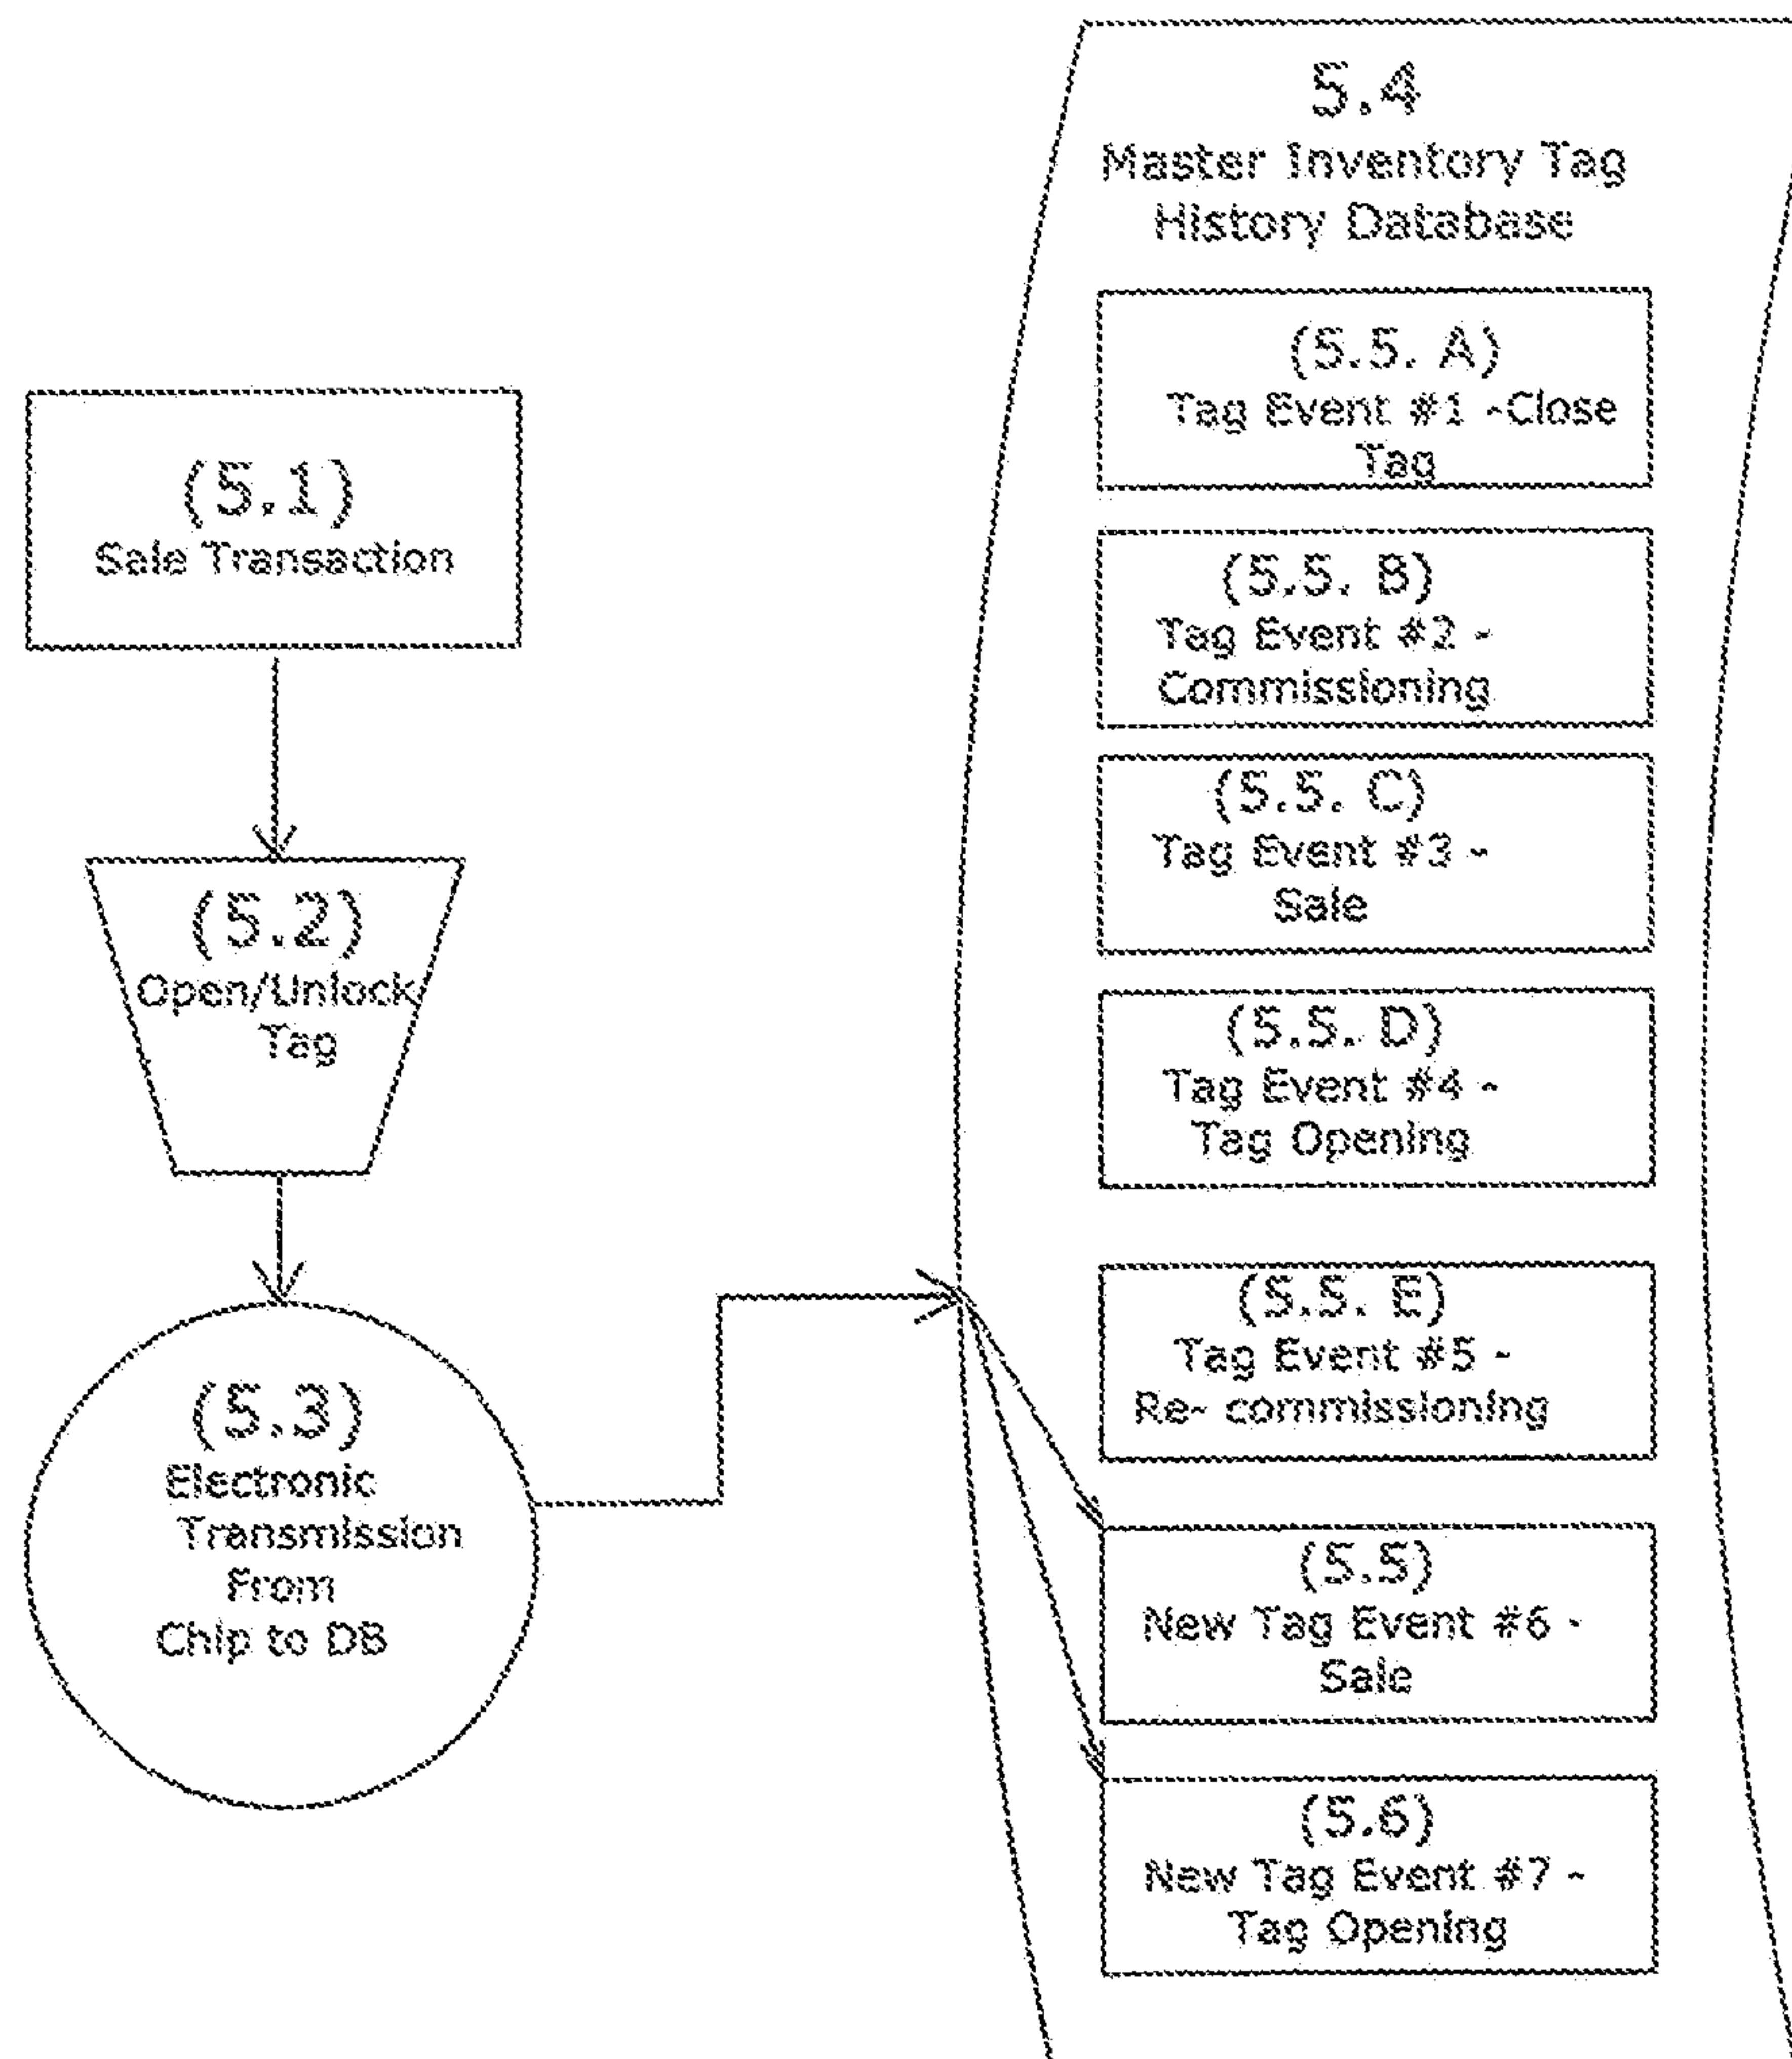 (5.1)
Sale Transaction
(5.2)
Open/Unlock
Tag
(5.3)
Electronic
Transmission
From
Chip to DB
5.4
Master Inventory Tag
History Database
(5.5. A)
Tag Event #1 -Close
Tag
(5.5. B)
Tag Event #2 -
Commissioning
(5.5. C)
Tag Event #3 -
Sale
(5.5. D)
Tag Event #4 -
Tag Opening
(5.5. E)
Tag Event #5 -
Re- commissioning
(5.5)
New Tag Event #6 -
Sale
(5.6)
New Tag Event #7 -
Tag Opening